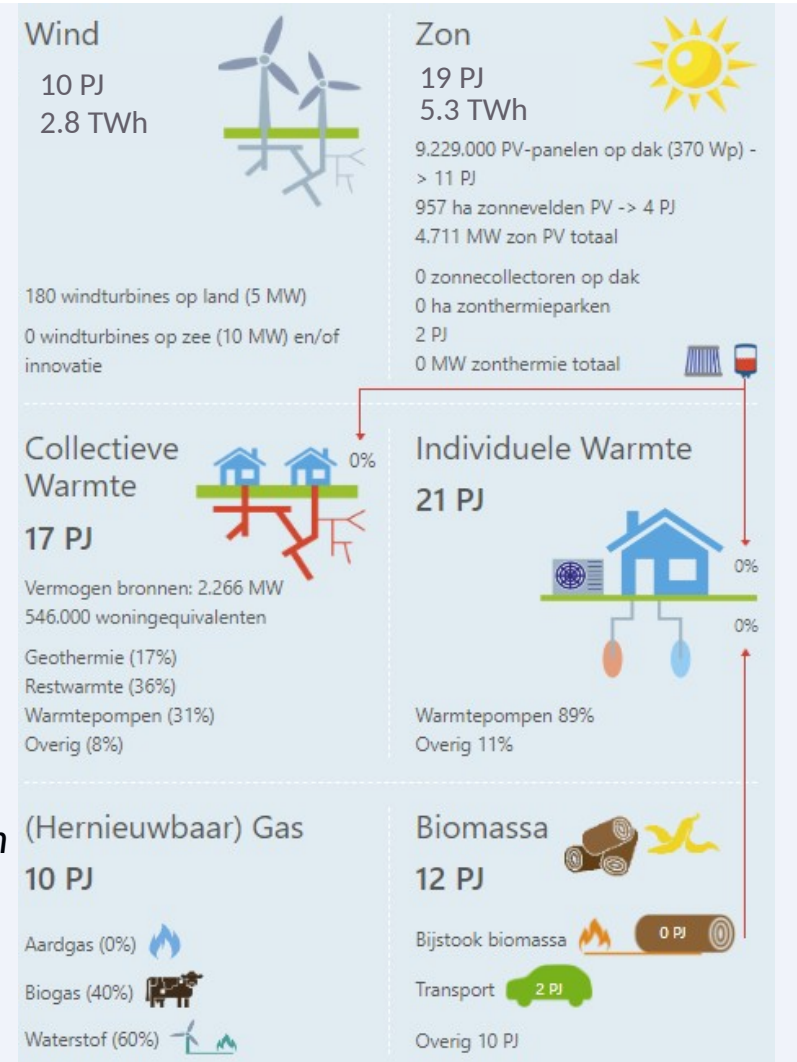 Wind
10 PJ
2.8 TWh
180 windturbines op land (5 MW)
0 windturbines op zee (10 MW) en/of
innovatie
Zon
19 PJ
5.3 TWh
9.229.000 PV-panelen op dak (370 Wp) -
> 11 PJ
957 ha zonnevelden PV -> 4 PJ
4.711 MW zon PV totaal
0 zonnecollectoren op dak
0 ha zonthermieparken
2 PJ
0 MW zonthermie totaal
Collectieve
Warmte
0%
17 PJ
Vermogen bronnen: 2.266 MW
546.000 woningequivalenten
Geothermie (17%)
Restwarmte (36%)
Warmtepompen (31%)
Overig (8%)
Individuele Warmte
21 PJ
0%
0%
Warmtepompen 89%
Overig 11%
n
(Hernieuwbaar) Gas
10 PJ
Aardgas (0%)
Biogas (40%)
Waterstof (60%)
Biomassa
12 PJ
Bijstook biomassa
0 PJ
Transport
2 PJ
Overig 10 PJ